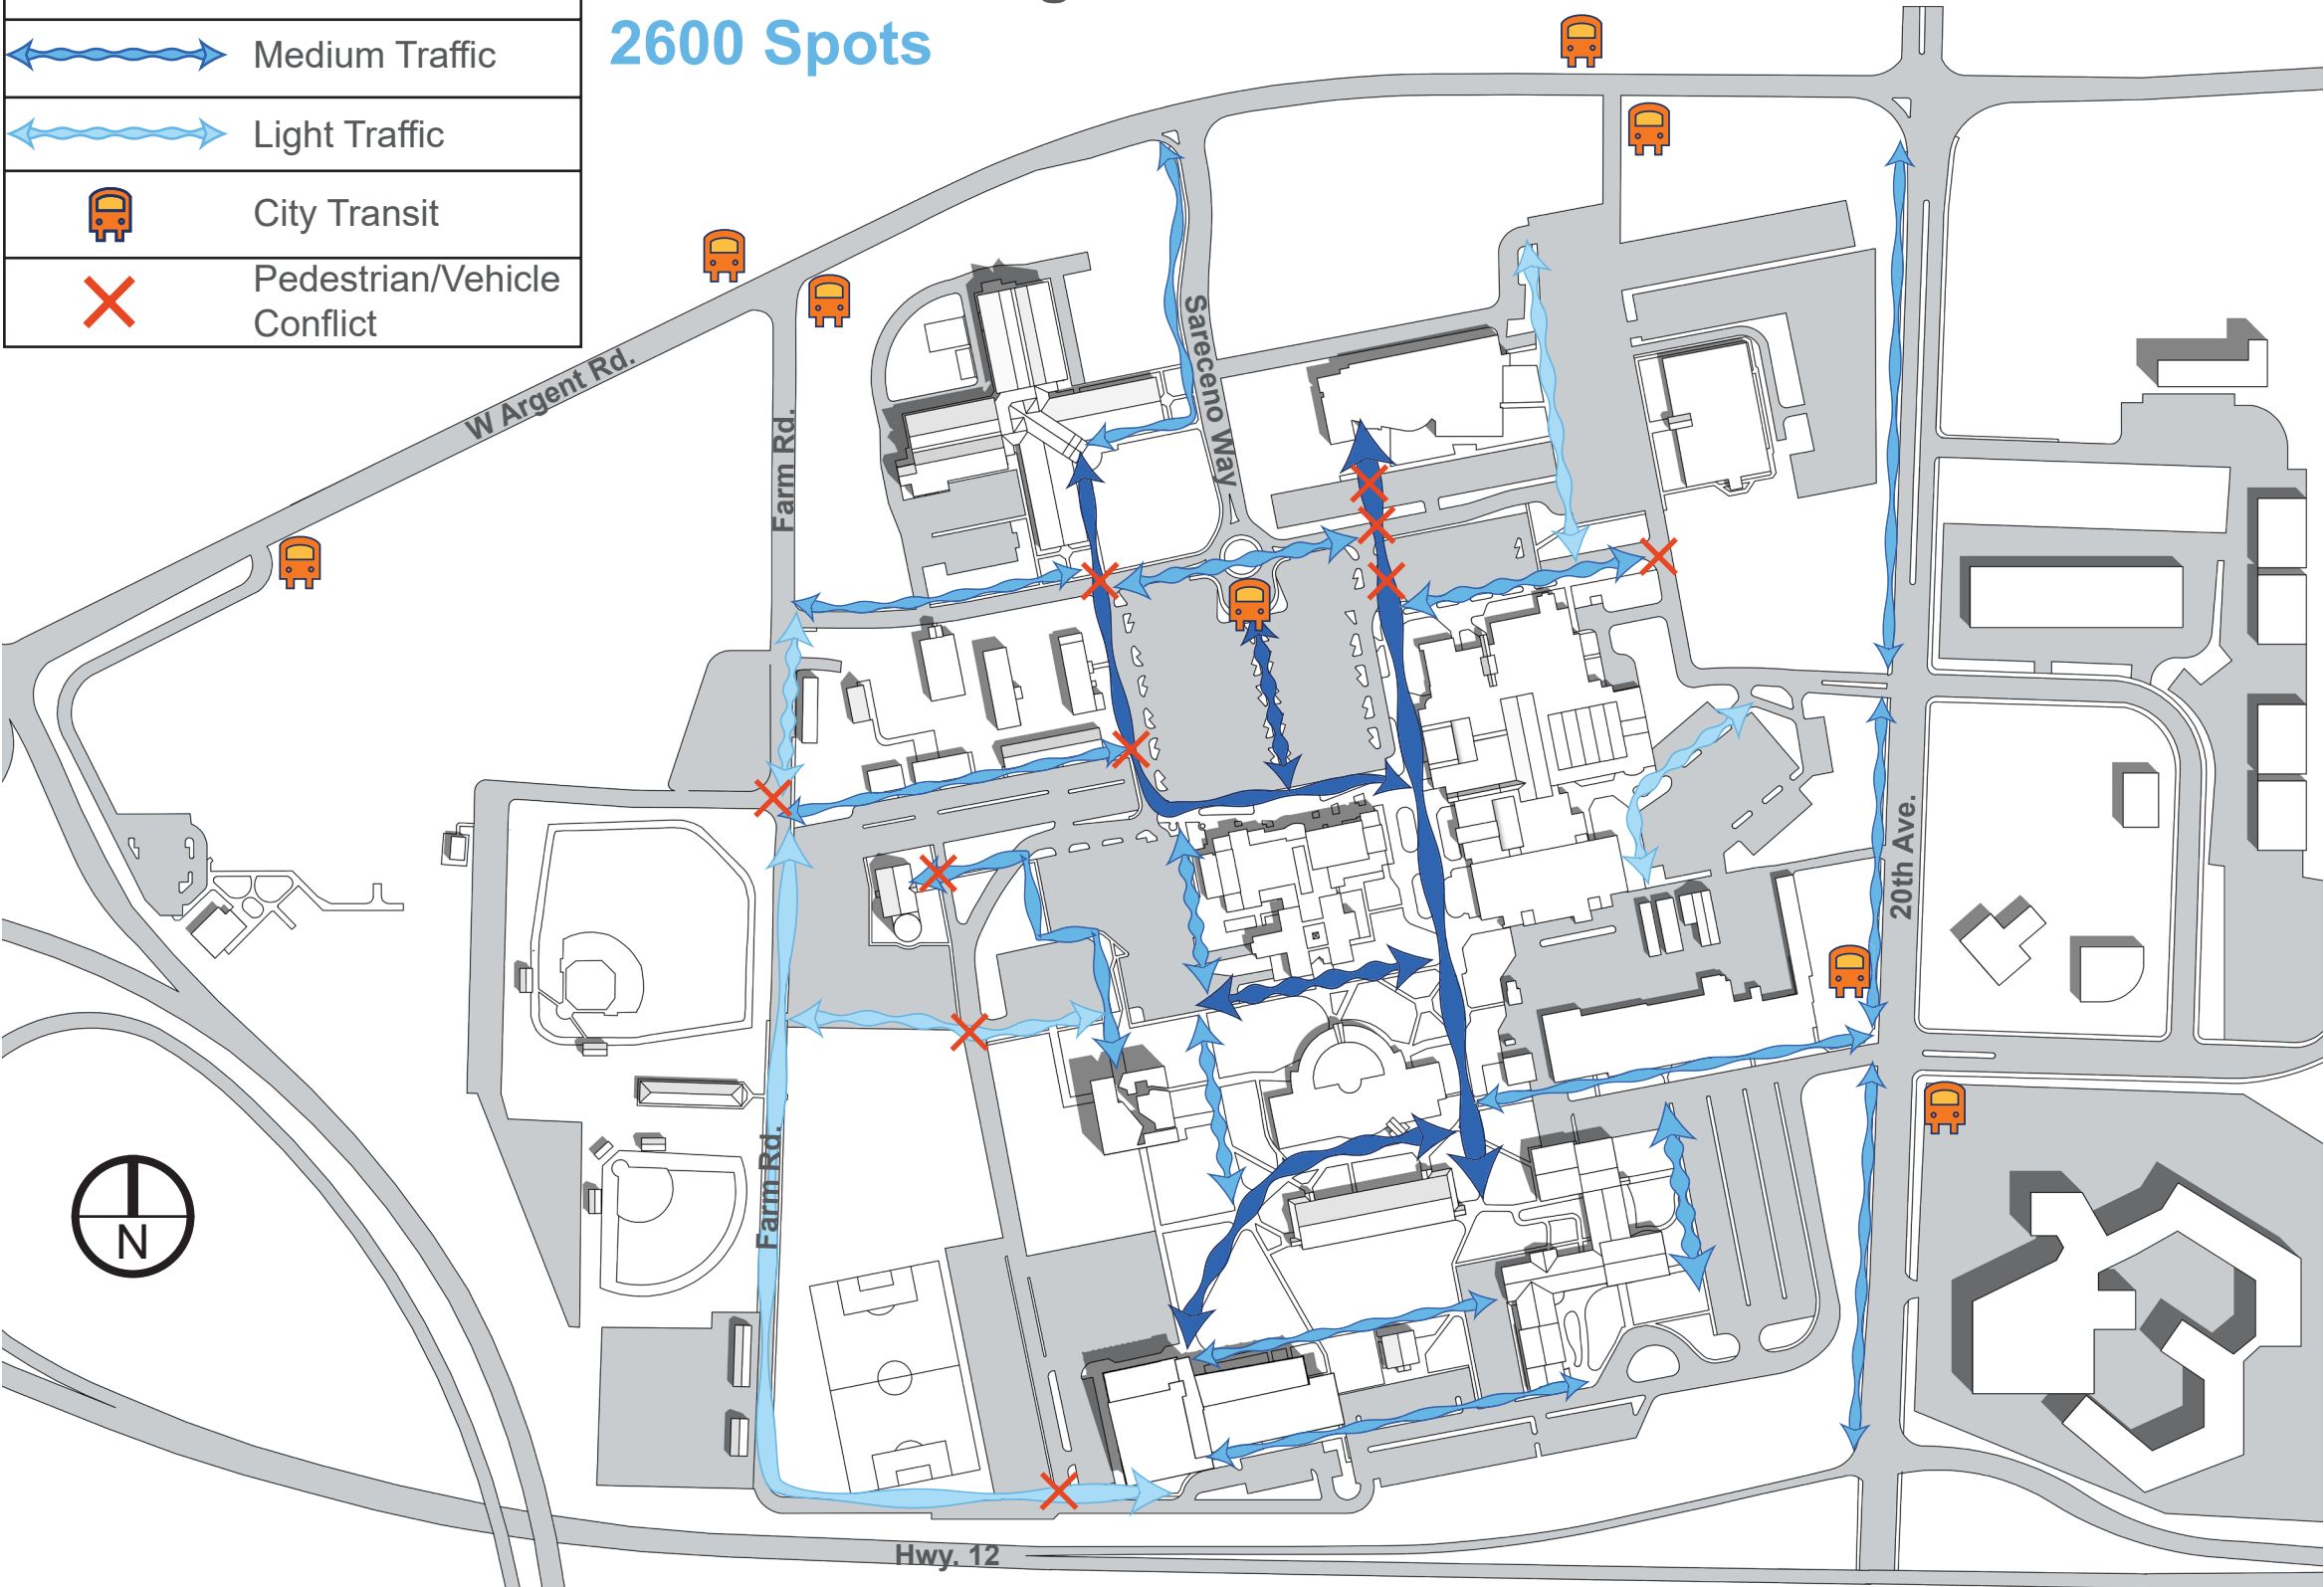 2600 Spots
Medium Traffic
Light Traffic
City Transit
Pedestrian/Vehicle
Conflict
W Argent Rd.
Farm Rd.
Sareceno Way
20th Ave.
Farm Rd.
N
Hwy. 12